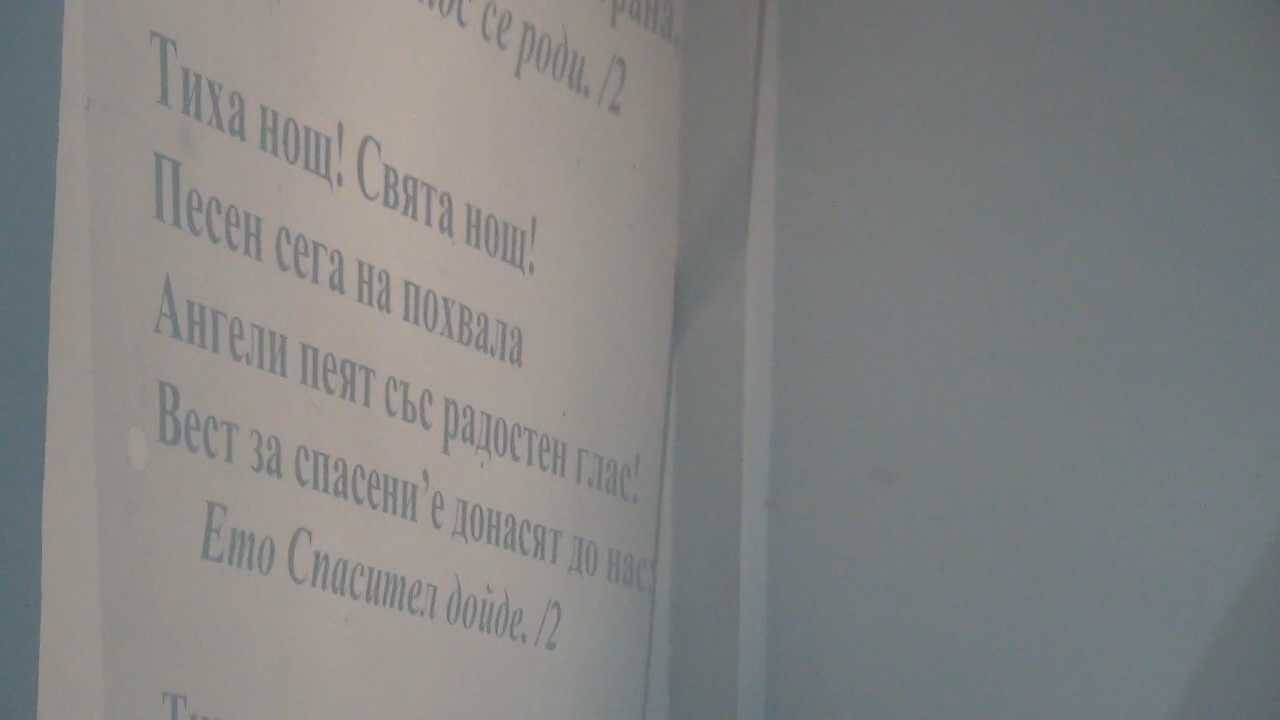 се роди. /2
Тиха нощ! Свята нощ!
Песен сега на похвала
Ангели пеят със радостен глас!
Вест за спасени’е донасят до нас:
Ето Спасител дойде. /2